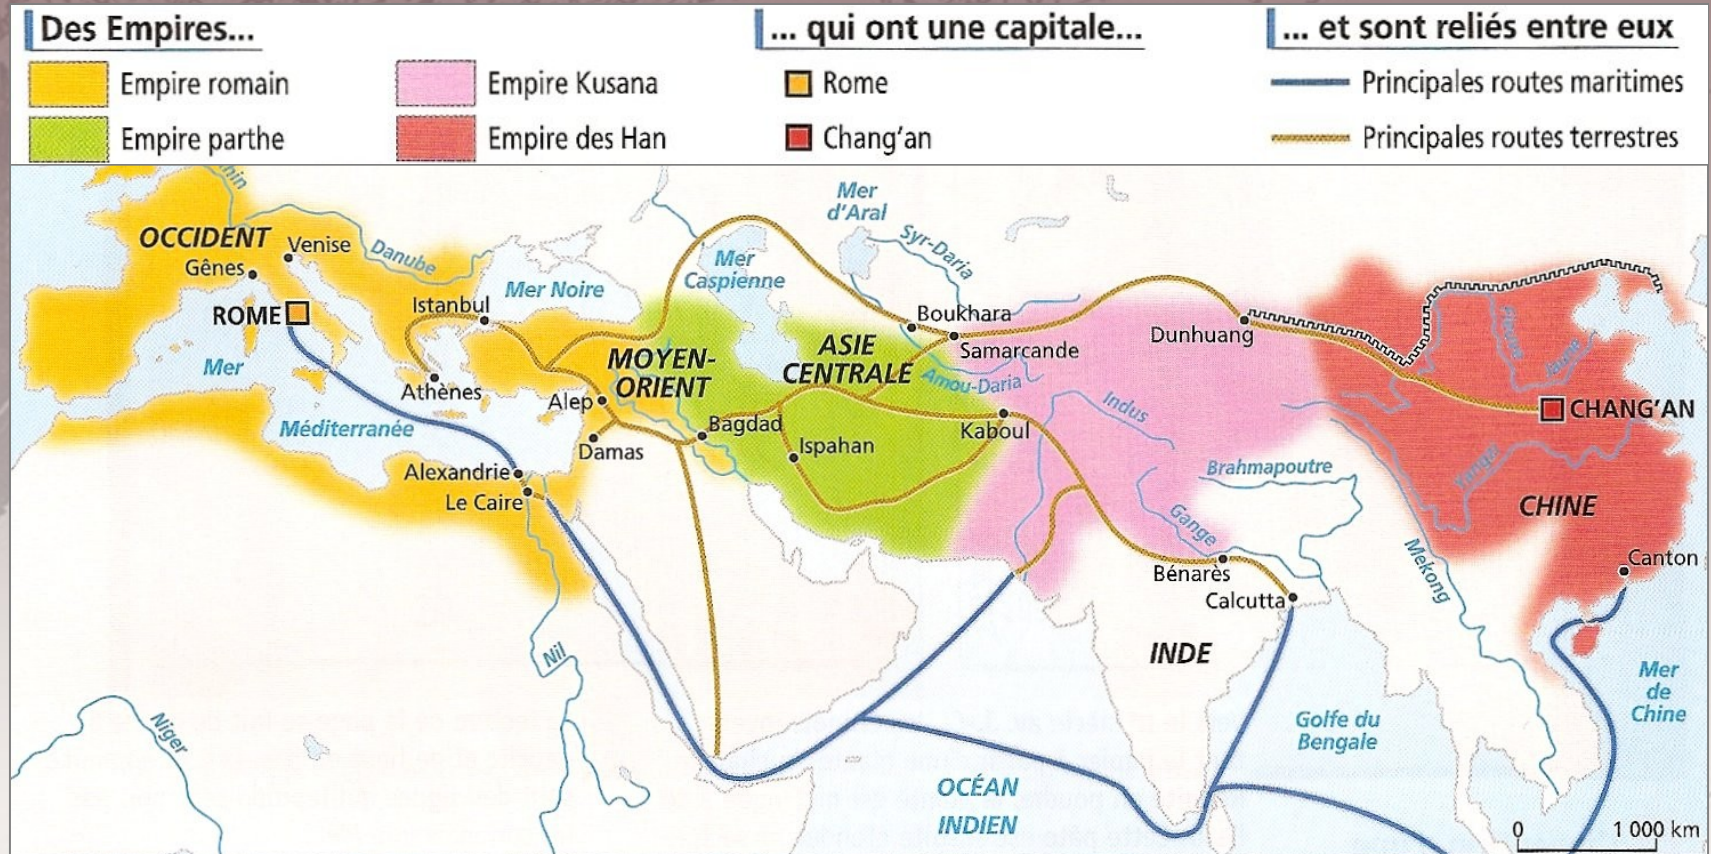 Des Empires...
Empire romain
Empire parthe
Empire Kusana
Empire des Han
... qui ont une capitale...
Rome
Chang'an
... et sont reliés entre eux
Principales routes maritimes
Principales routes terrestres
OCCIDENT
Gênes
Venise
Danube
ROME
Mer
Méditerranée
Istanbul
Athènes
Mer Noire
Mer
Caspienne
Mer
d'Aral
Syr-Daria
Boukhara
Samarcande
Amou-Daria
MOYEN-
ORIENT
ASIE
CENTRALE
Alep
Damas
Bagdad
Ispahan
Kaboul
Alexandrie
Le Caire
Nil
Niger
Indus
Dunhuang
Brahmapoutre
Gange
Bénarès
Calcutta
INDE
Golfe du
Bengale
OCÉAN
INDIEN
Mekong
CHANG'AN
CHINE
Canton
Mer
de
Chine
0 1 000 km